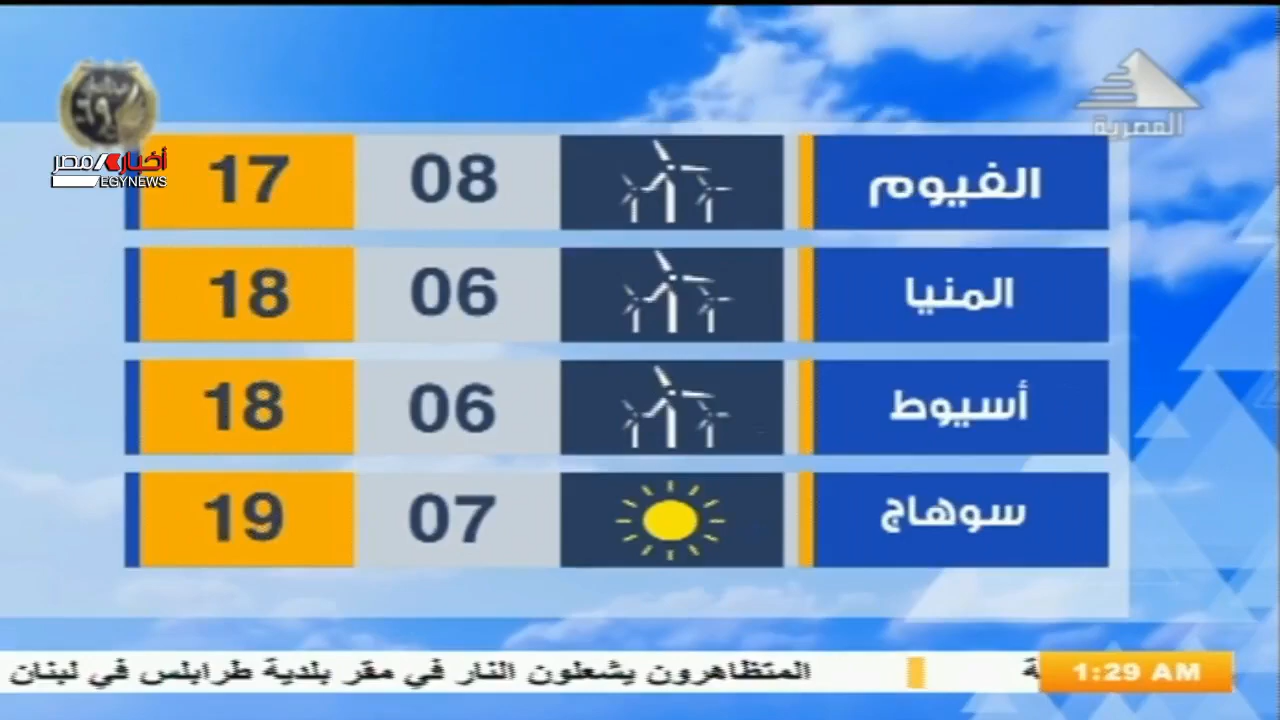 المصرية
أخبار مصر
EGYNEWS
الفيوم 08 17
المنيا 06 18
أسيوط 06 18
سوهاج 07 19
1:29 AM
المتظاهرون يشعلون النار في مقر بلدية طرابلس في لبنان